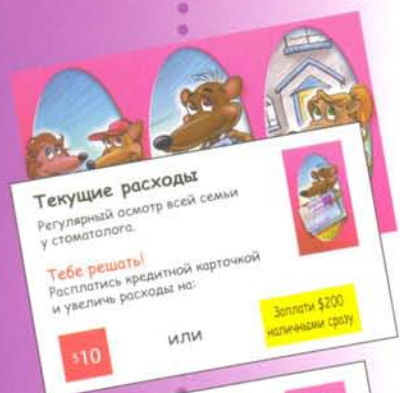 Текущие расходы
Регулярный осмотр всей семьи
у стоматолога.
Тебе решать!
Расплатись кредитной карточкой
и увеличь расходы на:
$10
или
Заплати $200
наличными сразу